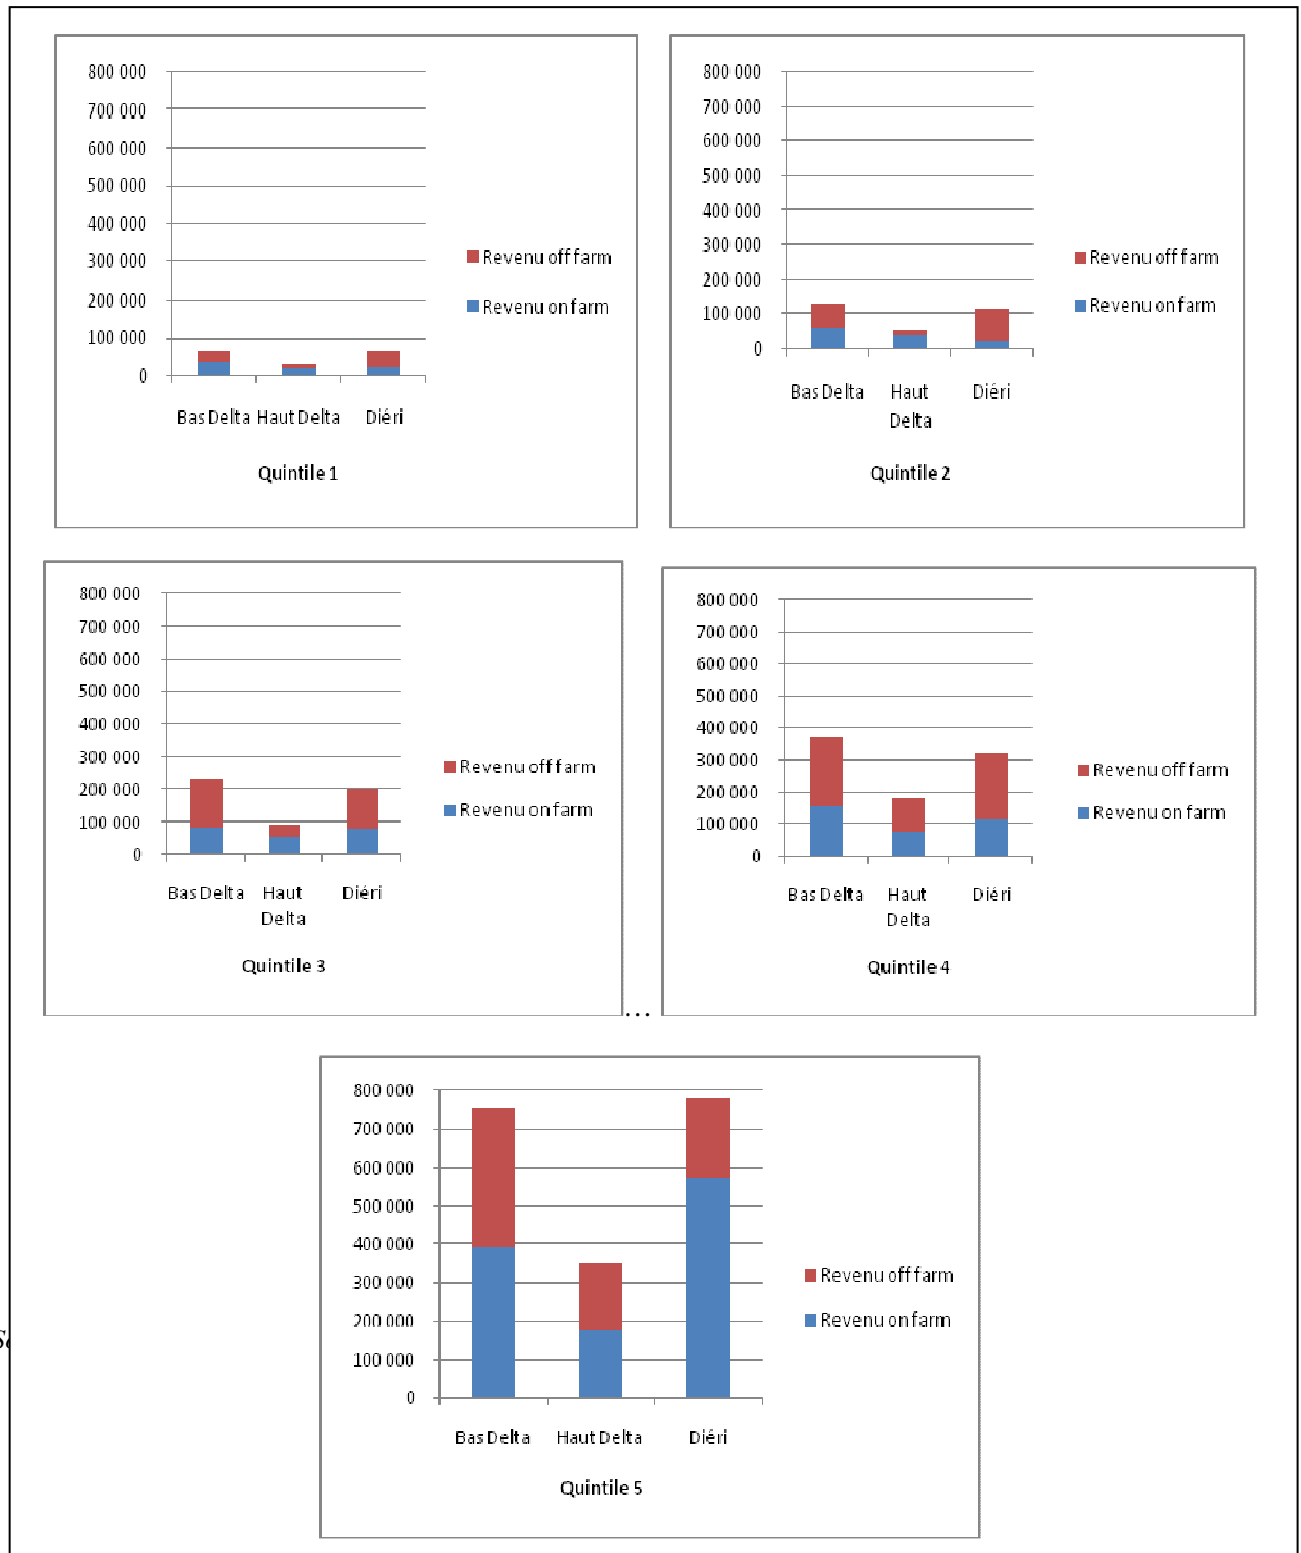 800 000
700 000
600 000
500 000
400 000
300 000
200 000
100 000
0
Revenu off farm
Revenu on farm
Bas Delta Haut Delta Diéri
Quintile 1
800 000
700 000
600 000
500 000
400 000
300 000
200 000
100 000
0
Revenu off farm
Revenu on farm
Bas Delta Haut Diéri
Delta
Quintile 2
800 000
700 000
600 000
500 000
400 000
300 000
200 000
100 000
0
Revenu off farm
Revenu on farm
Bas Delta Haut Diéri
Delta
Quintile 3
...
800 000
700 000
600 000
500 000
400 000
300 000
200 000
100 000
0
Revenu off farm
Revenu on farm
Bas Delta Haut Diéri
Delta
Quintile 4
800 000
700 000
600 000
500 000
400 000
300 000
200 000
100 000
0
Revenu off farm
Revenu on farm
Bas Delta Haut Delta Diéri
Quintile 5